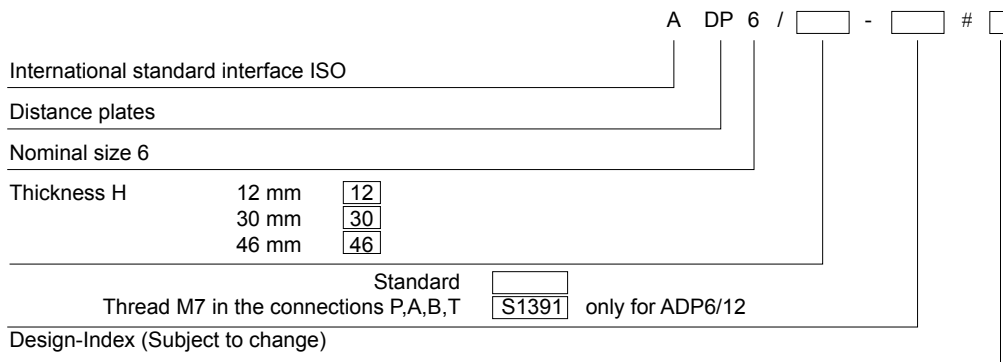 A DP 6 / - #
International standard interface ISO
Distance plates
Nominal size 6
Thickness H 12 mm 12
30 mm 30
46 mm 46
Standard
Thread M7 in the connections P,A,B,T S1391 only for ADP6/12
Design-Index (Subject to change)